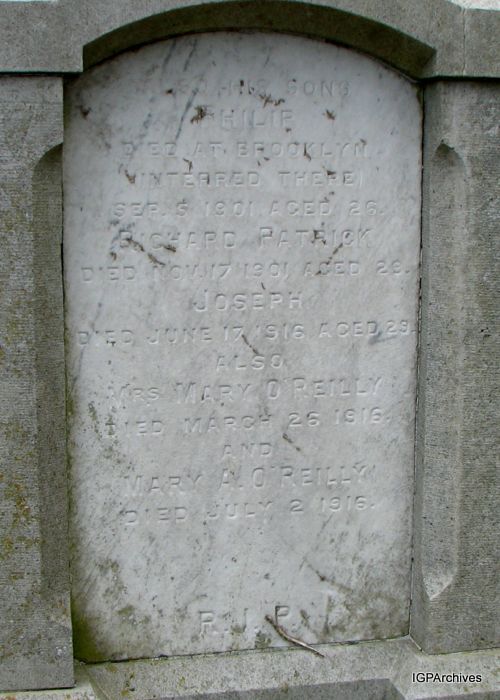 ALSO HIS SONS
PHILIP
DIED AT BROOKLYN
(INTERRED THERE)
SEP. 5 1901 AGED 26.
RICHARD PATRICK
DIED NOV. 17 1901 AGED 28.
JOSEPH
DIED JUNE 17 1916 AGED 29.
ALSO
MRS MARY O'REILLY
DIED MARCH 26 1916.
AND
MARY A. O'REILLY
DIED JULY 2 1916.
R.I.P.
IGPArchives